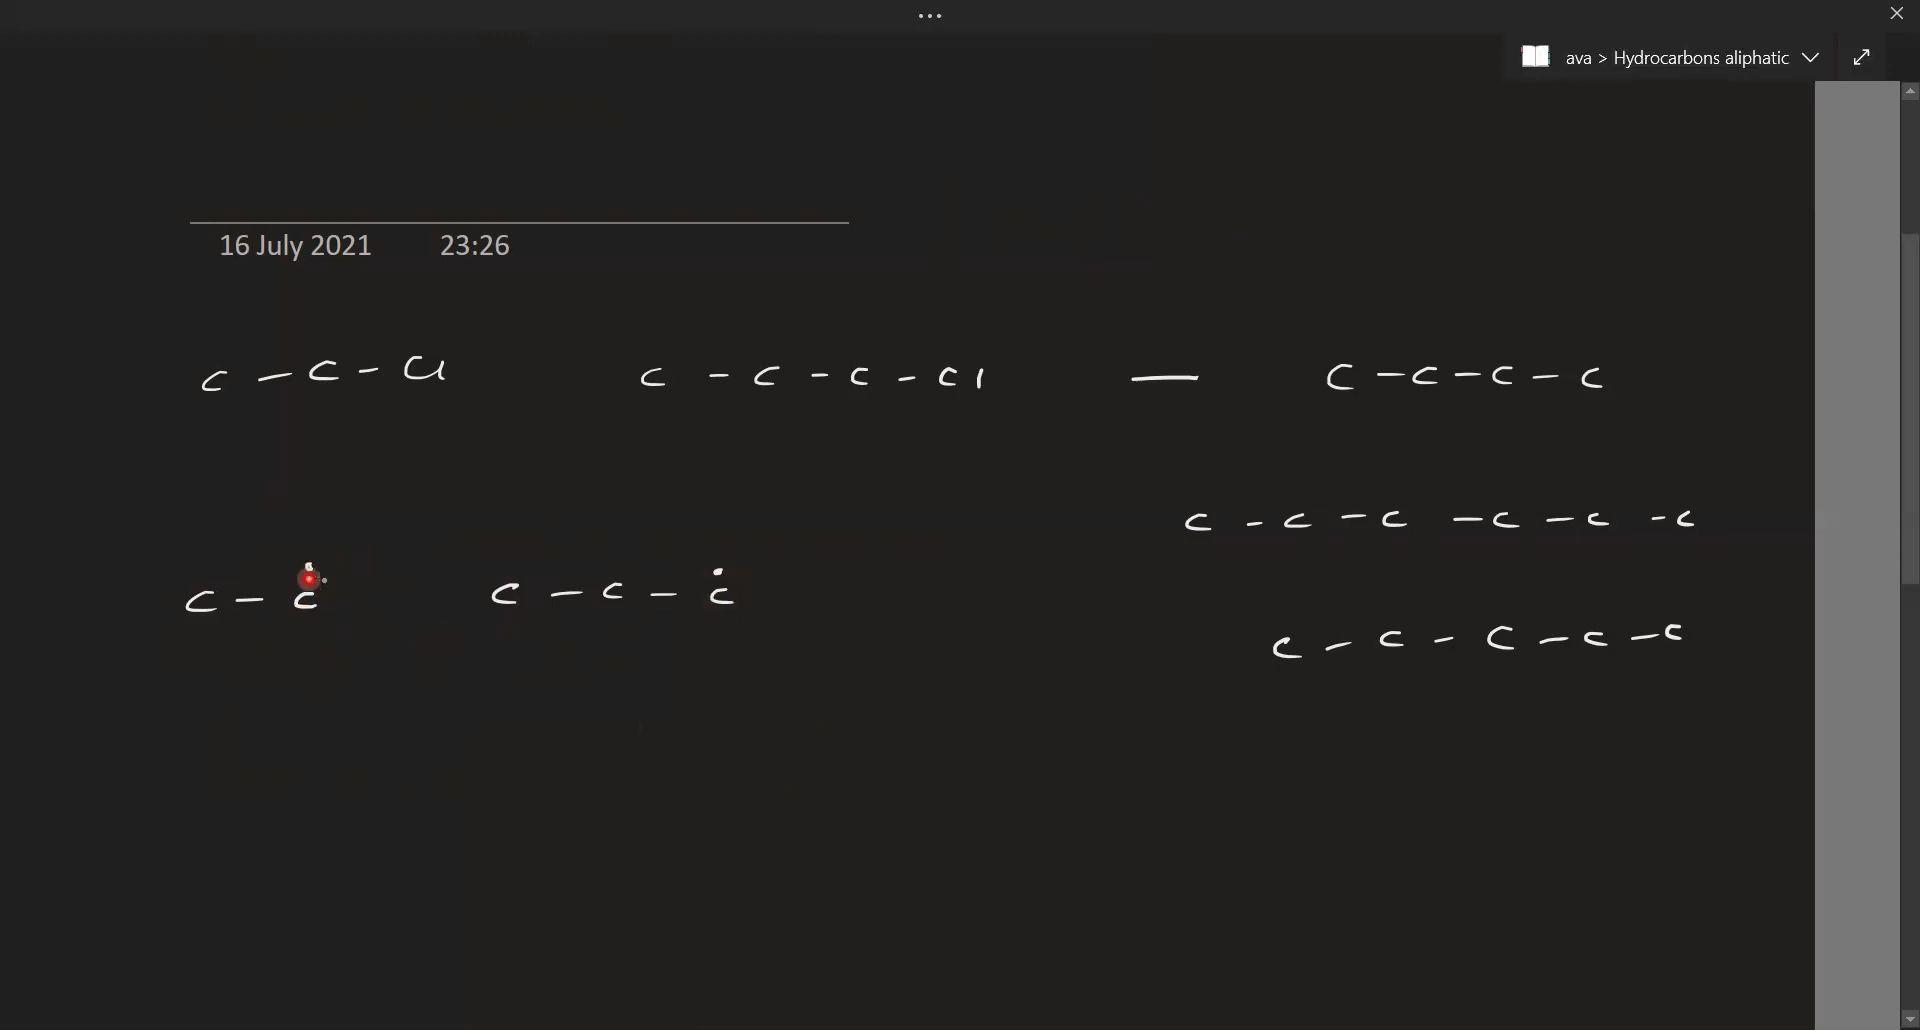 ...
ava > Hydrocarbons aliphatic
16 July 2021 23:26
c - c - Cl c - c - c - cl — C - c - c - c
c - c - c - c - c - c
c - ċ c - c - ċ
c - c - c - c - c